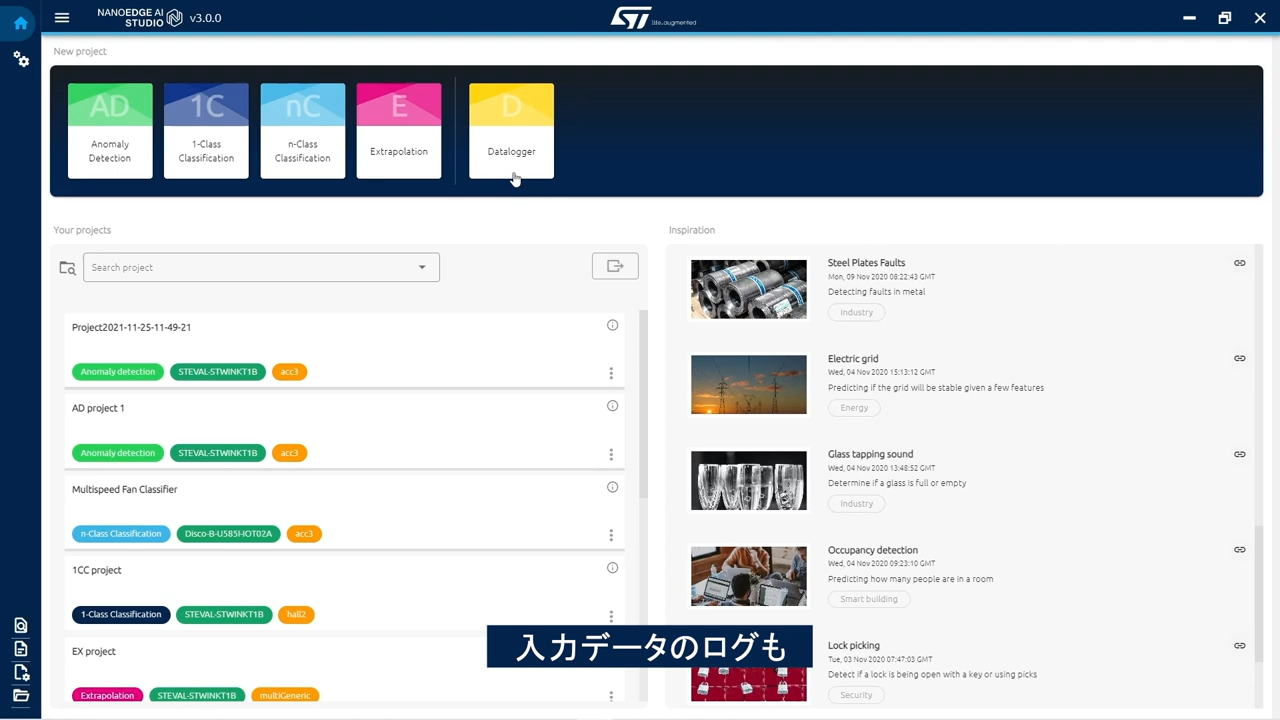 NANOEDGE AI
STUDIO
v3.0.0
ST
life.augmented
New project
AD
1C
nC
E
D
Anomaly
Detection
1-Class
Classification
n-Class
Classification
Extrapolation
Datalogger
Your projects
Search project
Project2021-11-25-11-49-21
Anomaly detection
STEVAL-STWINKT1B
acc3
AD project 1
Anomaly detection
STEVAL-STWINKT1B
acc3
Multispeed Fan Classifier
n-Class Classification
Disco-B-U585I-IOT02A
acc3
1CC project
1-Class Classification
STEVAL-STWINKT1B
hall2
EX project
Extrapolation
STEVAL-STWINKT1B
multiGeneric
Inspiration
Steel Plates Faults
Mon, 09 Nov 2020 08:22:43 GMT
Detecting faults in metal
Industry
Electric grid
Wed, 04 Nov 2020 15:13:12 GMT
Predicting if the grid will be stable given a few features
Energy
Glass tapping sound
Wed, 04 Nov 2020 13:48:52 GMT
Determine if a glass is full or empty
Industry
Occupancy detection
Wed, 04 Nov 2020 09:23:10 GMT
Predicting how many people are in a room
Smart building
Lock picking
Tue, 03 Nov 2020 07:47:03 GMT
Detect if a lock is being open with a key or using picks
Security
入力データのログも